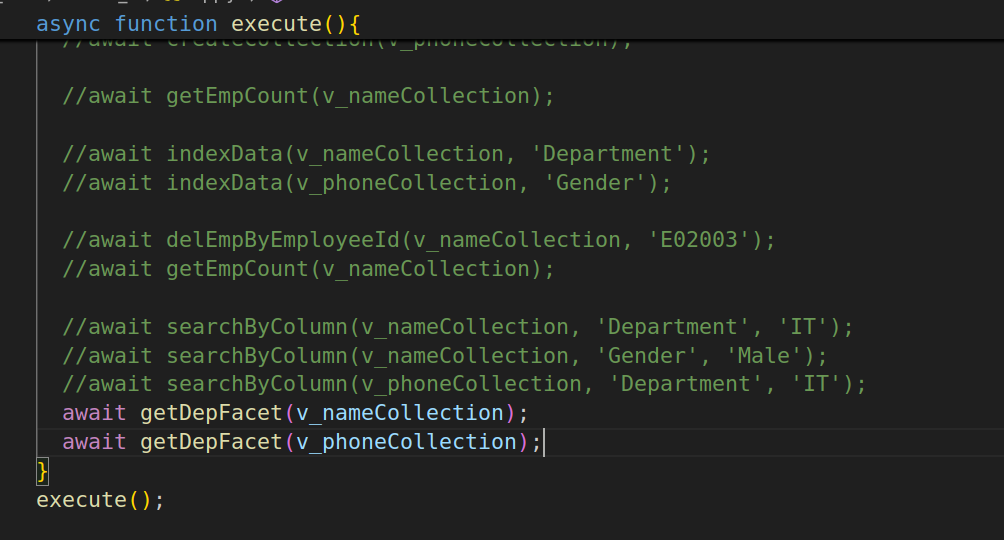 async function execute(){
//await createCollection(v_phoneCollection);
//await getEmpCount(v_nameCollection);
//await indexData(v_nameCollection, 'Department');
//await indexData(v_phoneCollection, 'Gender');
//await delEmpByEmployeeId(v_nameCollection, 'E02003');
//await getEmpCount(v_nameCollection);
//await searchByColumn(v_nameCollection, 'Department', 'IT');
//await searchByColumn(v_nameCollection, 'Gender', 'Male');
//await searchByColumn(v_phoneCollection, 'Department', 'IT');
await getDepFacet(v_nameCollection);
await getDepFacet(v_phoneCollection);
}
execute();